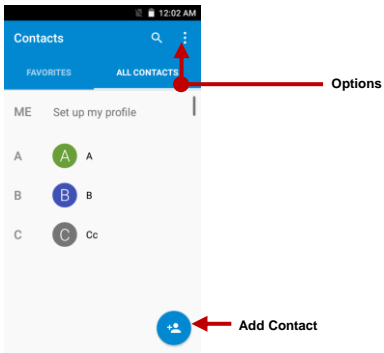 12:02 AM
Contacts
FAVORITES ALL CONTACTS
Options
ME Set up my profile
A A A
B B B
C C Cc
Add Contact